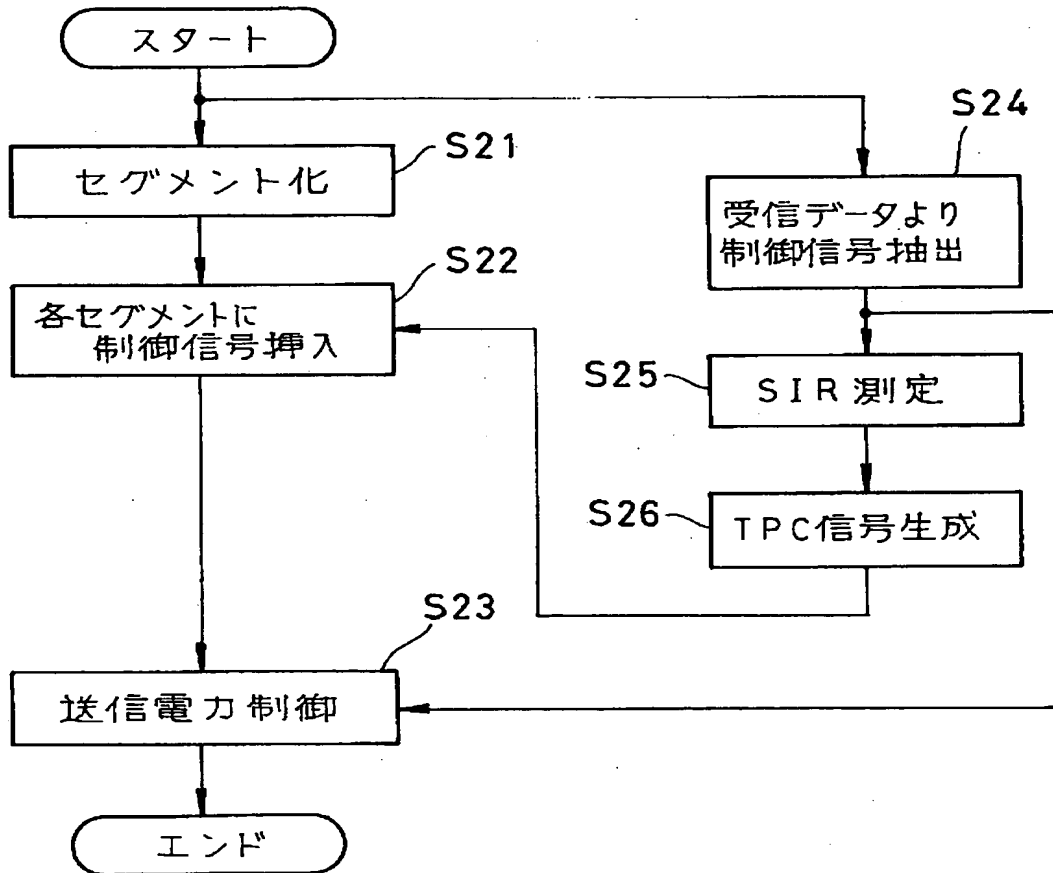 スタート
S21
セグメント化
S22
各セグメントに
制御信号挿入
S23
送信電力制御
エンド
S24
受信データより
制御信号抽出
S25
SIR測定
S26
TPC信号生成